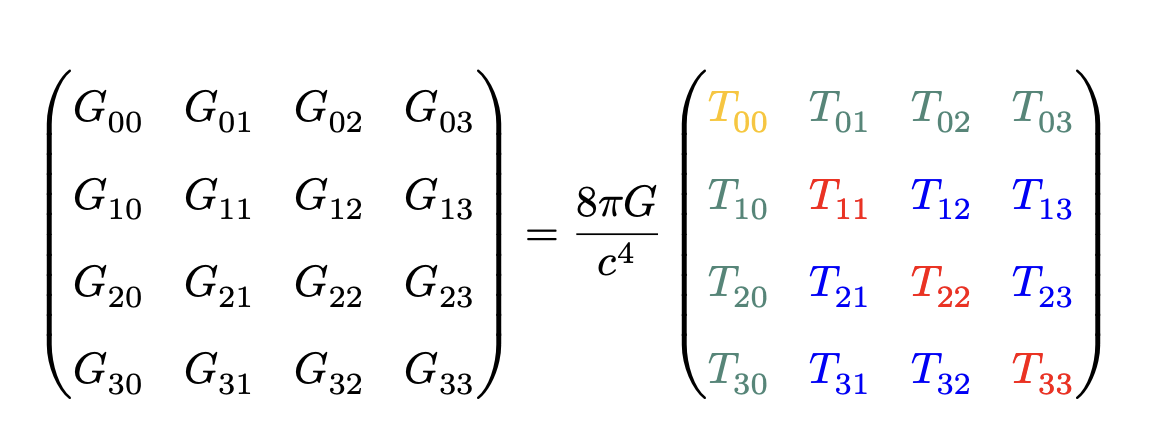 G₀₀ G₀₁ G₀₂ G₀₃ T₀₀ T₀₁ T₀₂ T₀₃
G₁₀ G₁₁ G₁₂ G₁₃ T₁₀ T₁₁ T₁₂ T₁₃
= 8πG/c⁴
G₂₀ G₂₁ G₂₂ G₂₃ T₂₀ T₂₁ T₂₂ T₂₃
G₃₀ G₃₁ G₃₂ G₃₃ T₃₀ T₃₁ T₃₂ T₃₃